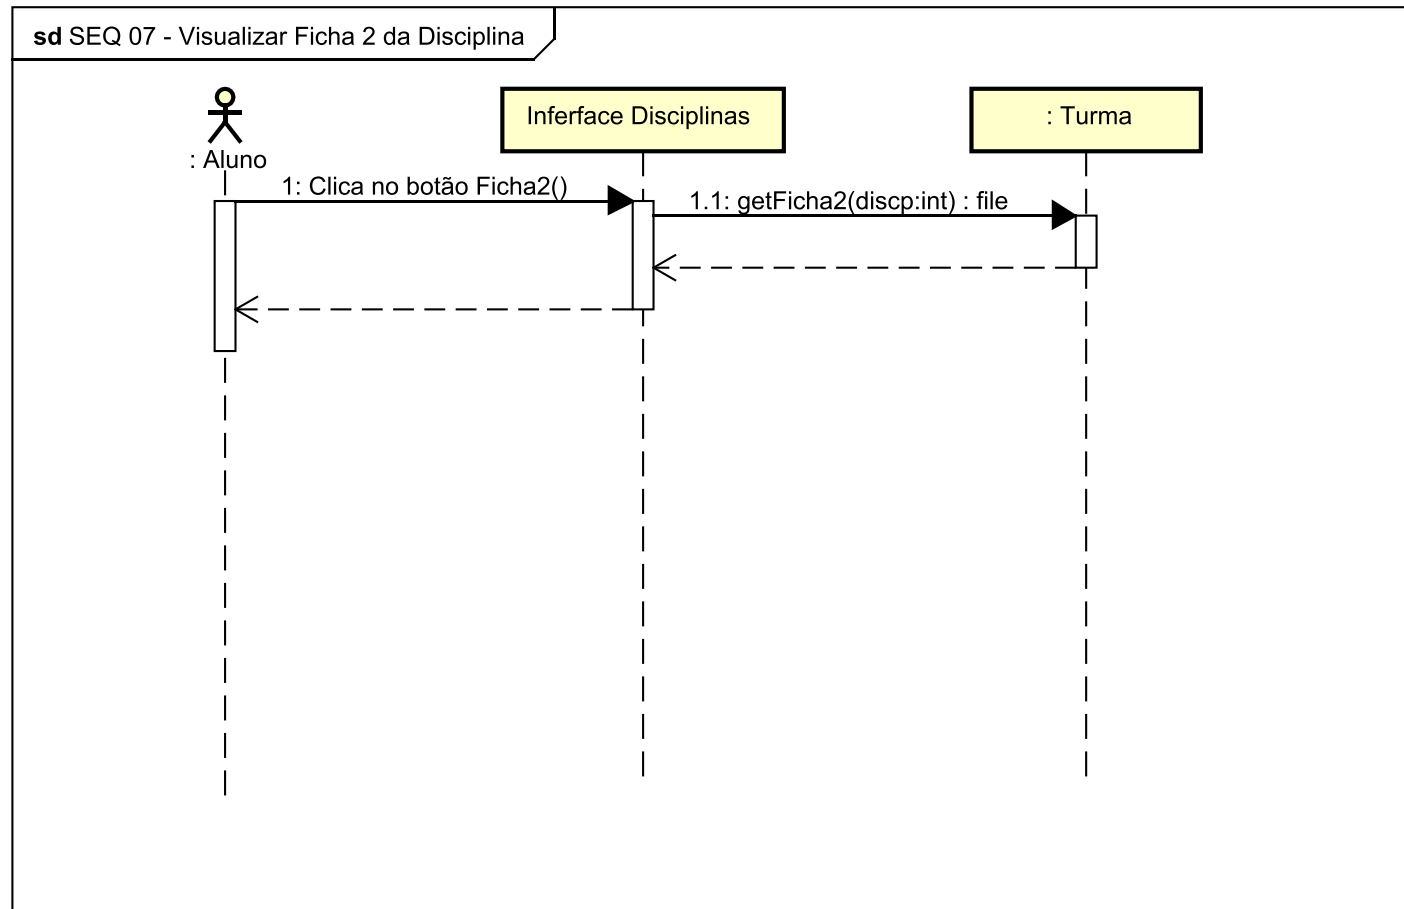 sd SEQ 07 - Visualizar Ficha 2 da Disciplina
Inferface Disciplinas
: Turma
: Aluno
1: Clica no botão Ficha2()
1.1: getFicha2(discp:int) : file